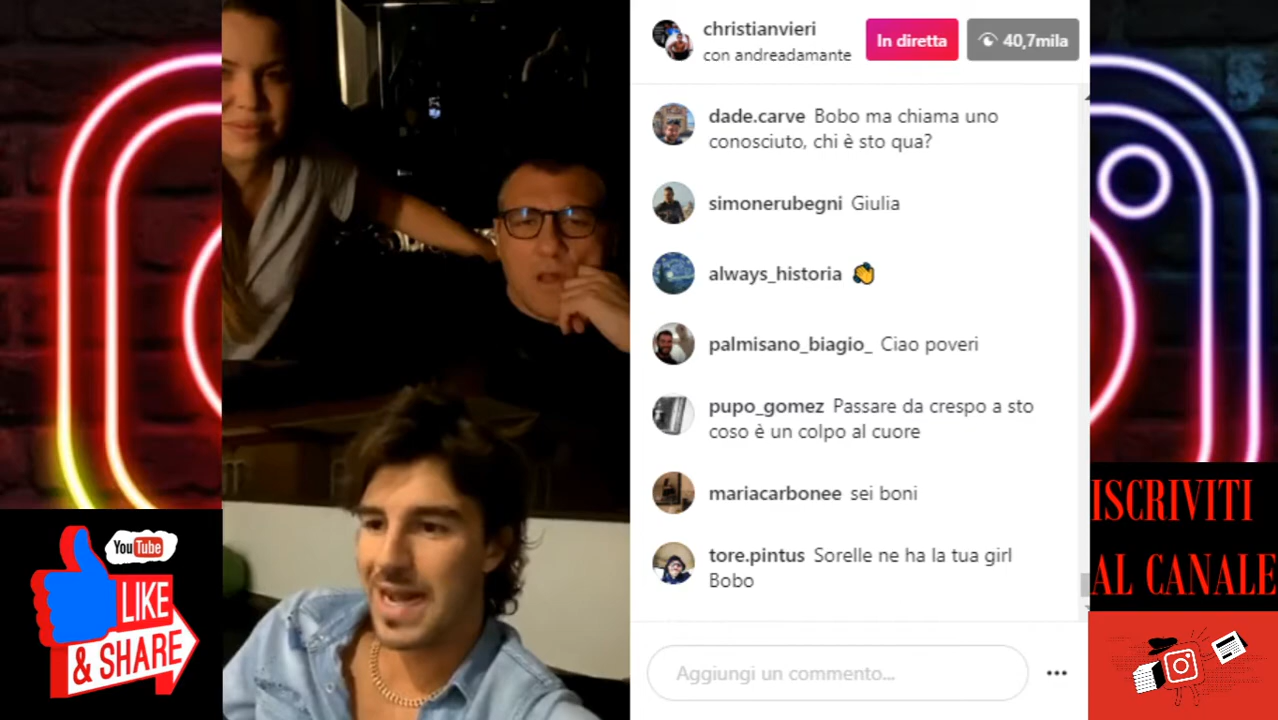 christianvieri
con andreadamante
In diretta
40,7mila
dade.carve Bobo ma chiama uno
conosciuto, chi è sto qua?
simonerubegni Giulia
always_historia 👏
palmisano_biagio_ Ciao poveri
pupo_gomez Passare da crespo a sto
coso è un colpo al cuore
mariacarbonee sei boni
tore.pintus Sorelle ne ha la tua girl
Bobo
Aggiungi un commento...
YouTube
LIKE
& SHARE
ISCRIVITI
AL CANALE